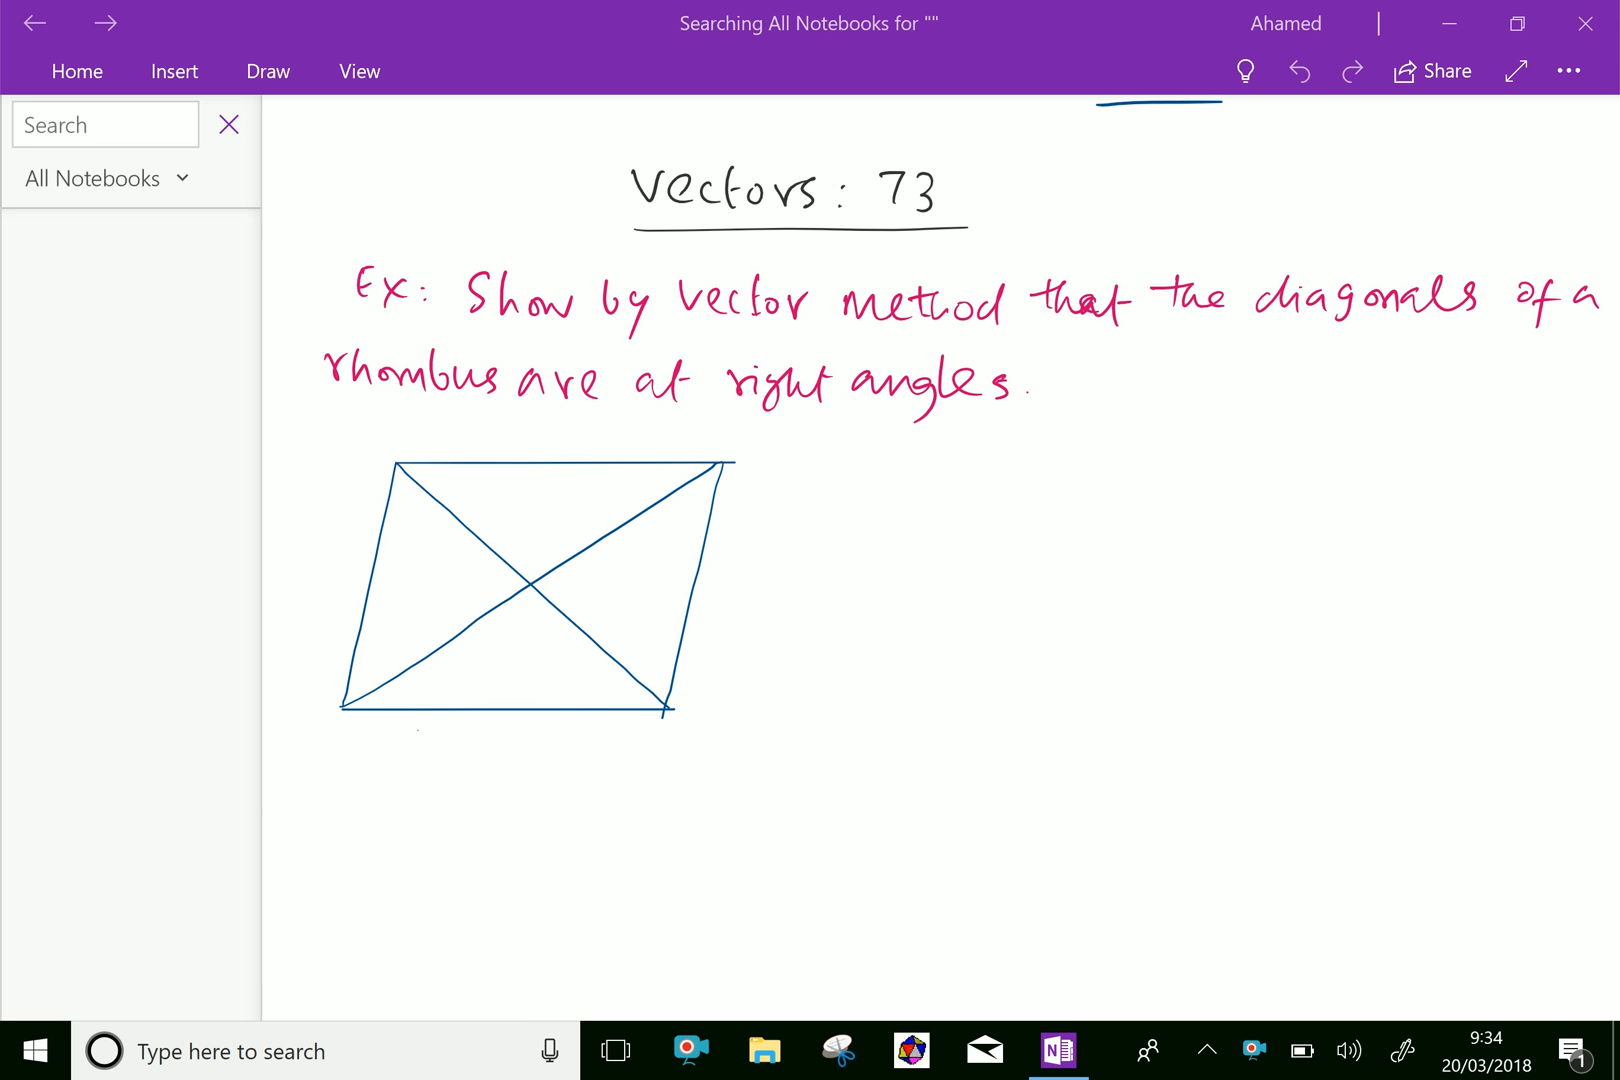 Searching All Notebooks for ""
Ahamed
Home Insert Draw View
Share
Search
All Notebooks
Vectors: 73
Ex: Show by vector method that the diagonals of a
rhombus are at right angles.
Type here to search
N
9:34
20/03/2018
1